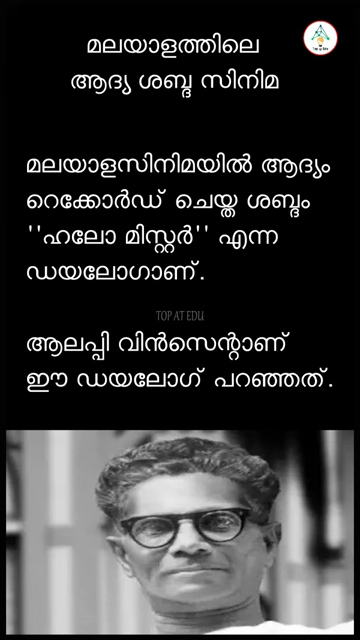 മലയാളത്തിലെ
ആദ്യ ശബ്ദ സിനിമ
മലയാളസിനിമയിൽ ആദ്യം
റെക്കോർഡ് ചെയ്ത ശബ്ദം
''ഹലോ മിസ്റ്റർ'' എന്ന
ഡയലോഗാണ്.
TOP AT EDU
ആലപ്പി വിൻസെന്റാണ്
ഈ ഡയലോഗ് പറഞ്ഞത്.